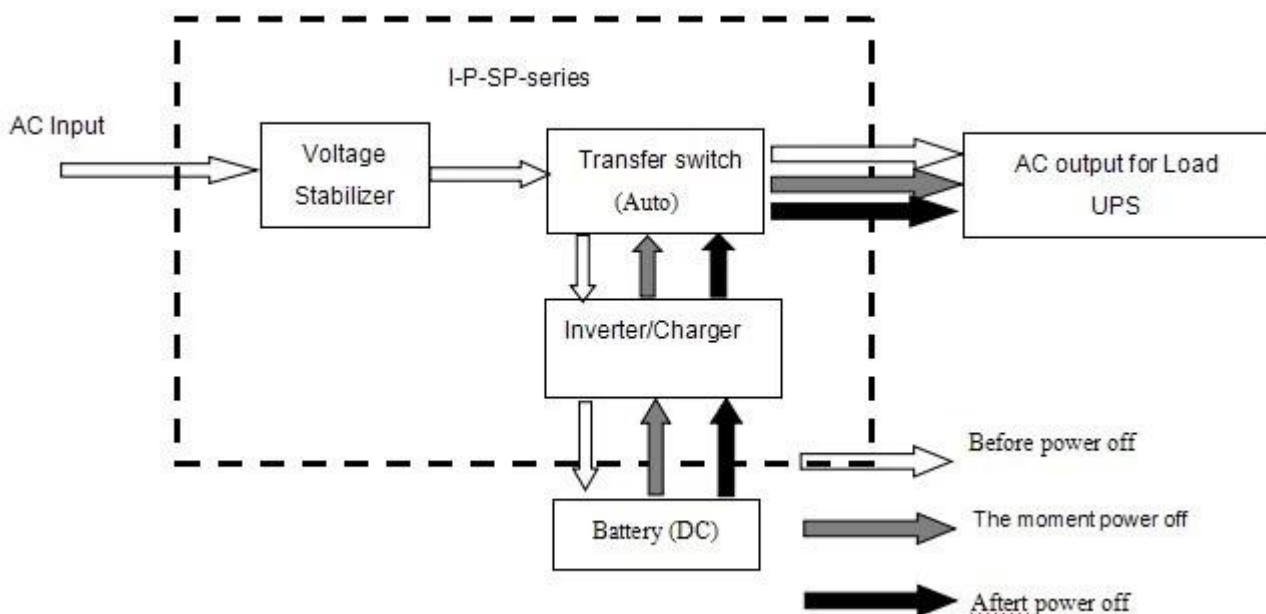 I-P-SP-series
AC Input
Voltage
Stabilizer
Transfer switch
(Auto)
AC output for Load
UPS
Inverter/Charger
Battery (DC)
Before power off
The moment power off
Aftert power off